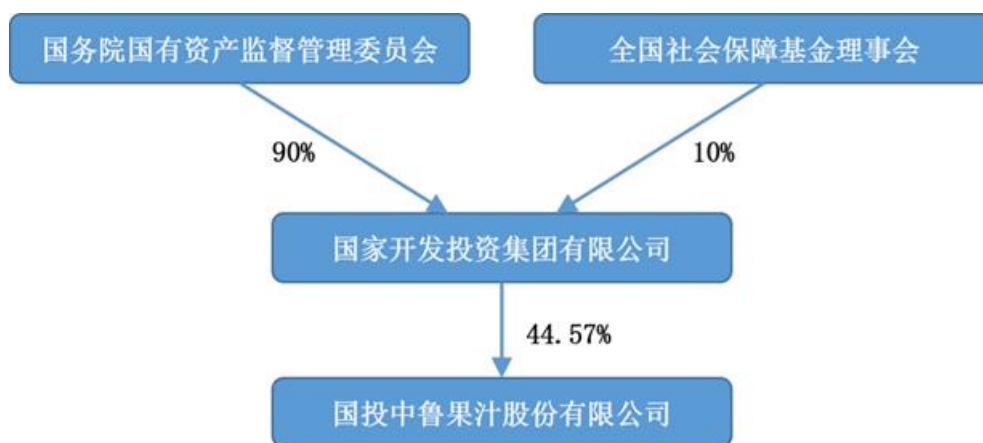 国务院国有资产监督管理委员会
全国社会保障基金理事会
90%
10%
国家开发投资集团有限公司
44.57%
国投中鲁果汁股份有限公司